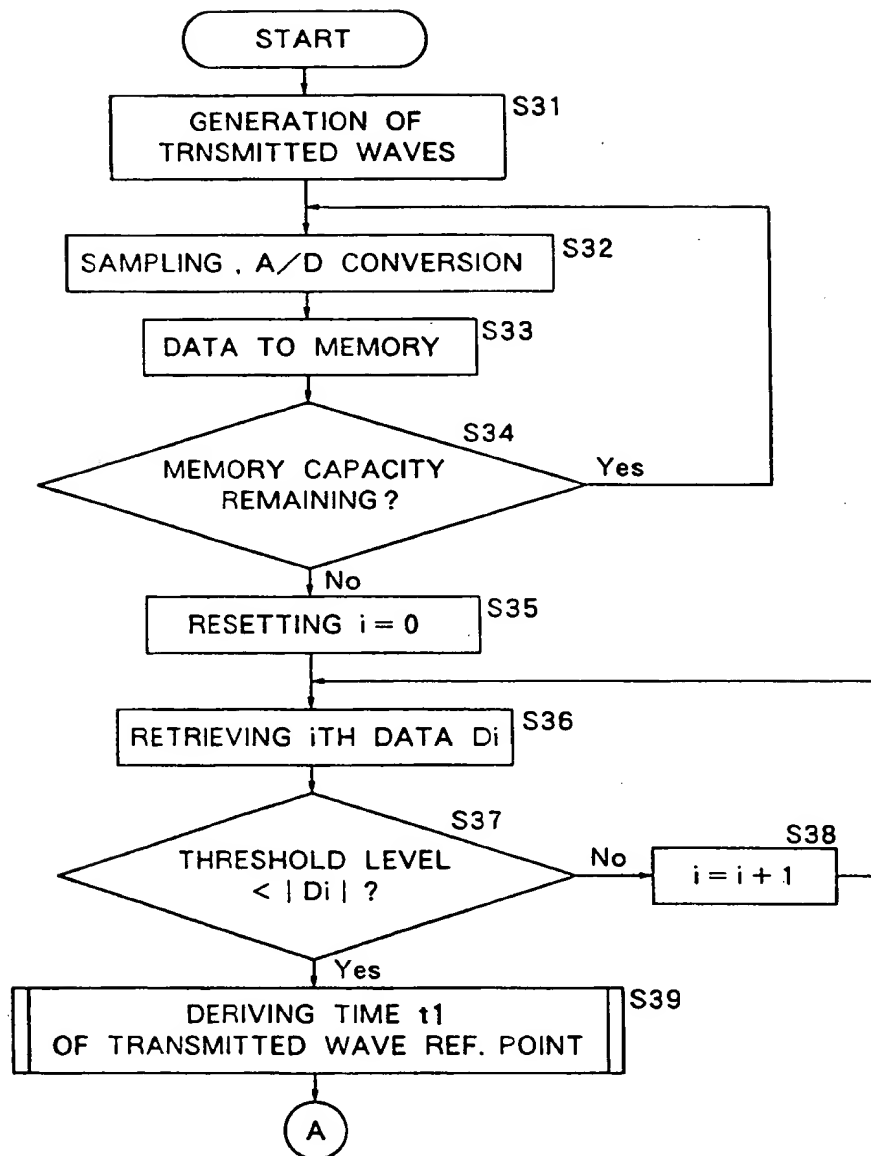 START
S31
GENERATION OF
TRNSMITTED WAVES
S32
SAMPLING, A/D CONVERSION
S33
DATA TO MEMORY
S34
MEMORY CAPACITY
REMAINING?
Yes
No
S35
RESETTING i = 0
S36
RETRIEVING iTH DATA Di
S37
THRESHOLD LEVEL
< | Di | ?
No
S38
i = i + 1
Yes
S39
DERIVING TIME t1
OF TRANSMITTED WAVE REF. POINT
A